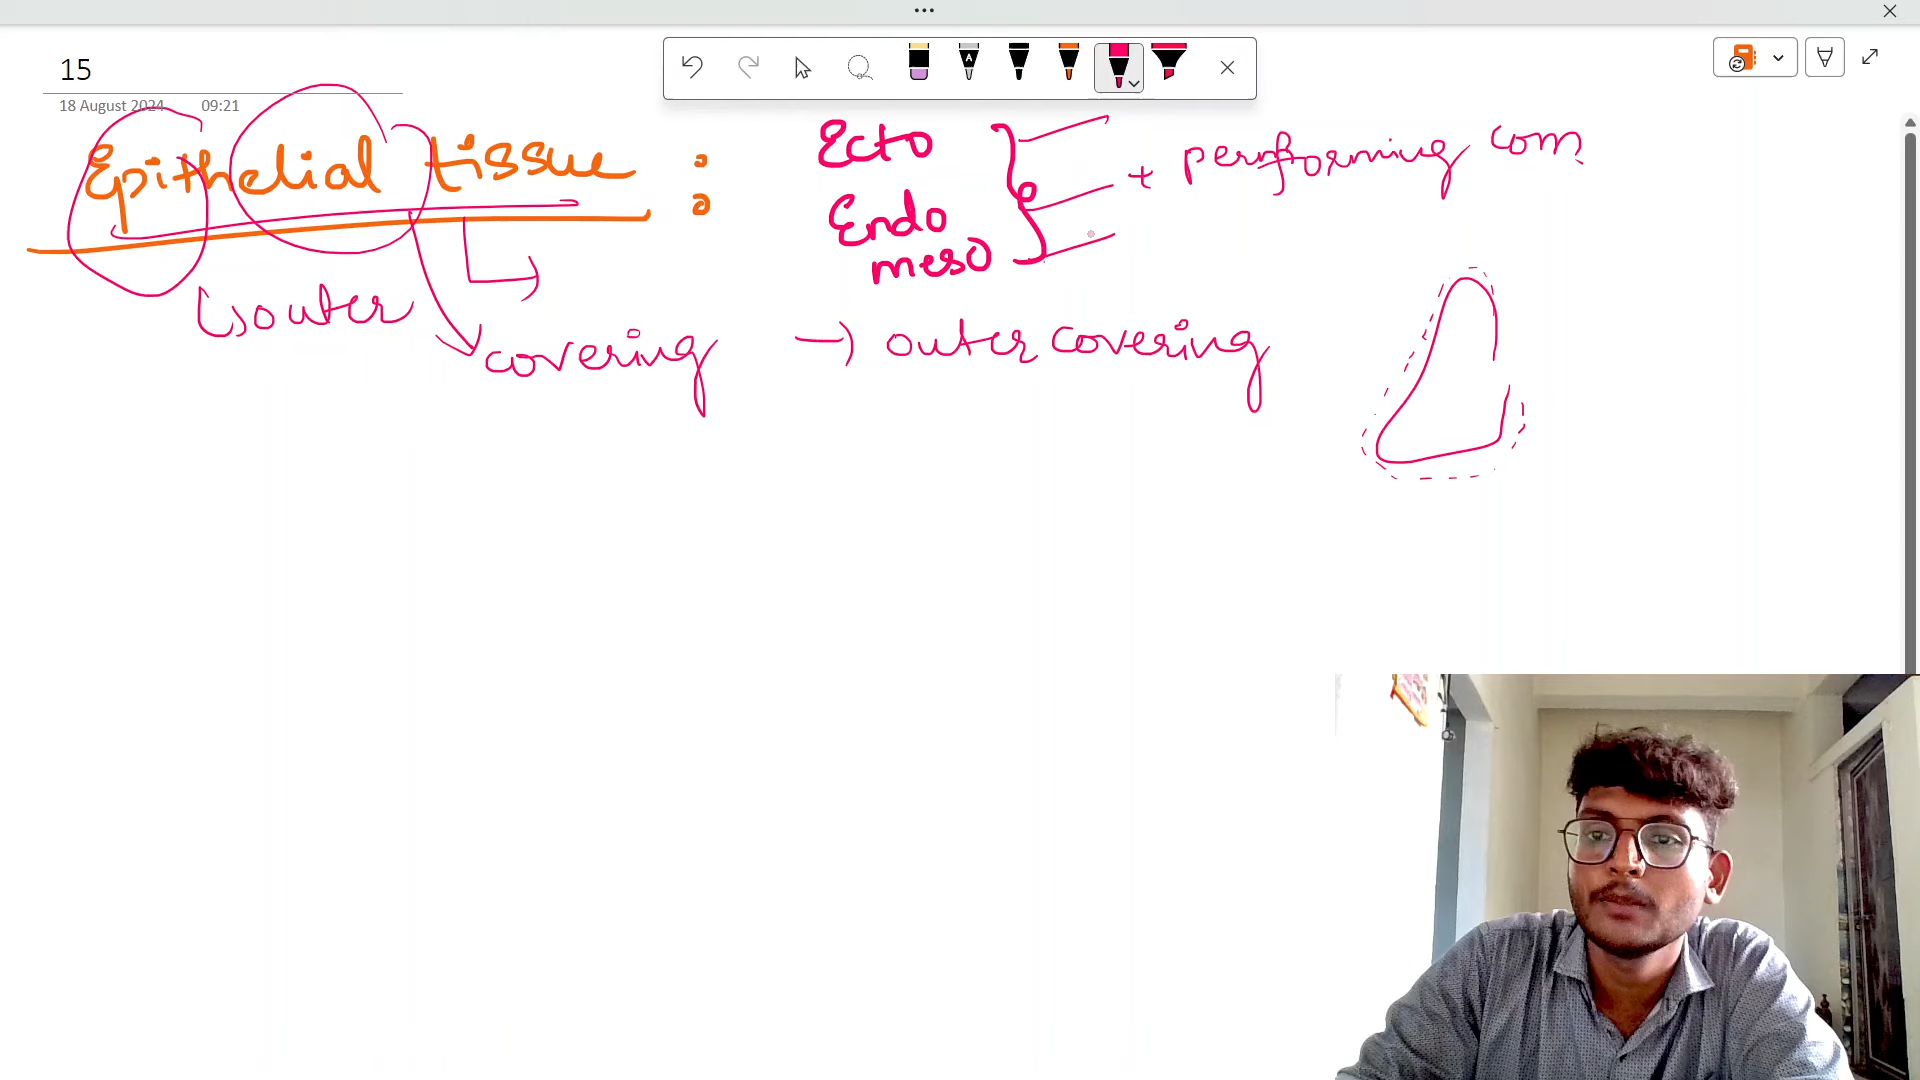 15
18 August 2024 09:21
Epithelial tissue :
Ecto
Endo
meso
+ performing com
outer
covering → outer covering